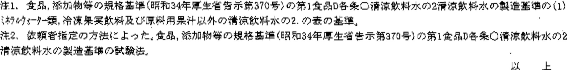 注1. 食品,添加物等の規格基準(昭和34年厚生省告示第370号)の第1食品D各条○清涼飲料水の2清涼飲料水の製造基準の(1)
ミネラルウォーター類,冷凍果実飲料及び原料用果汁以外の清涼飲料水の2.の表の基準。
注2. 依頼者指定の方法によった。食品,添加物等の規格基準(昭和34年厚生省告示第370号)の第1食品D各条○清涼飲料水の2
清涼飲料水の製造基準の試験法。
以 上